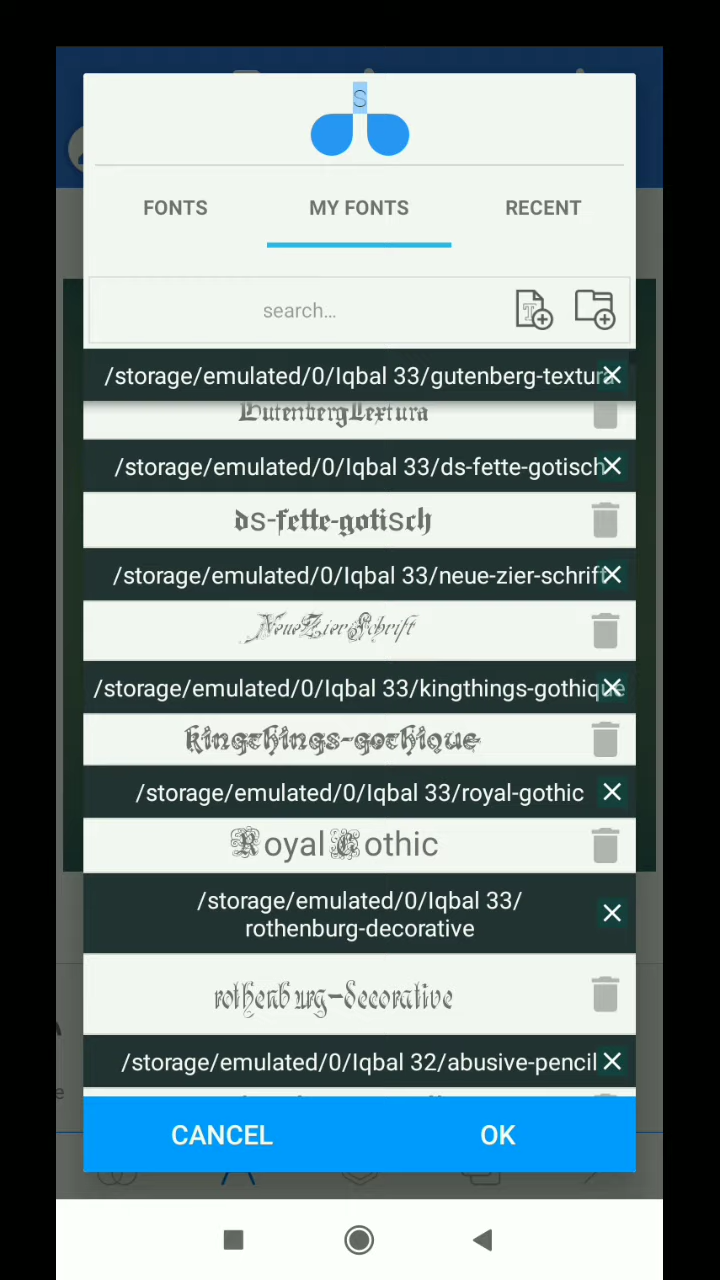 s
FONTS
MY FONTS
RECENT
search...
/storage/emulated/0/Iqbal 33/gutenberg-textura
GutenbergTextura
/storage/emulated/0/Iqbal 33/ds-fette-gotisch
ds-fette-gotisch
/storage/emulated/0/Iqbal 33/neue-zier-schrift
NeueZierSchrift
/storage/emulated/0/Iqbal 33/kingthings-gothique
kingthings-gothique
/storage/emulated/0/Iqbal 33/royal-gothic
RoyalGothic
/storage/emulated/0/Iqbal 33/
rothenburg-decorative
rothenburg-decorative
/storage/emulated/0/Iqbal 32/abusive-pencil
CANCEL
OK